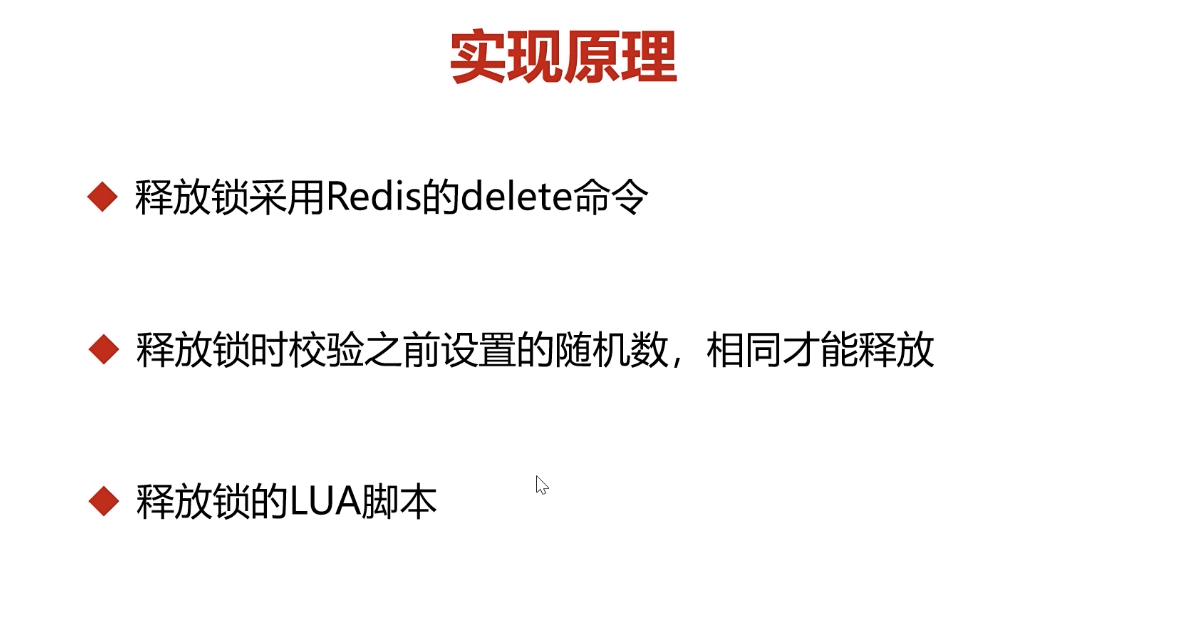 实现原理
释放锁采用Redis的delete命令
释放锁时校验之前设置的随机数，相同才能释放
释放锁的LUA脚本